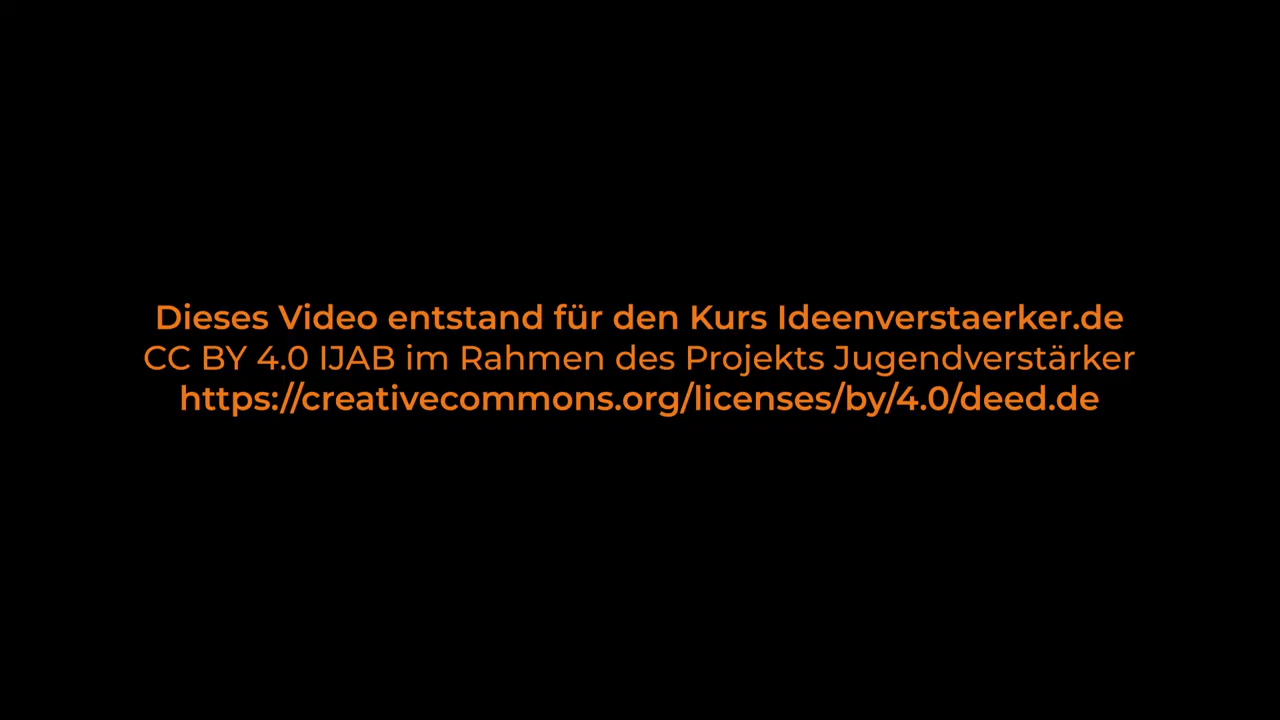 Dieses Video entstand für den Kurs Ideenverstaerker.de
CC BY 4.0 IJAB im Rahmen des Projekts Jugendverstärker
https://creativecommons.org/licenses/by/4.0/deed.de